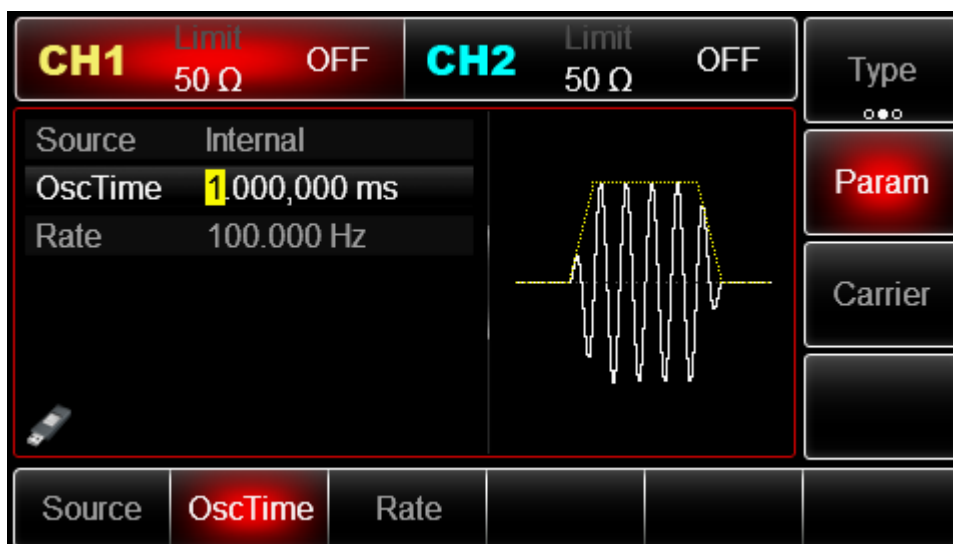 CH1 Limit 50 Ω OFF CH2 Limit 50 Ω OFF Type
Source Internal
OscTime 1.000,000 ms Param
Rate 100.000 Hz
Carrier
Source OscTime Rate